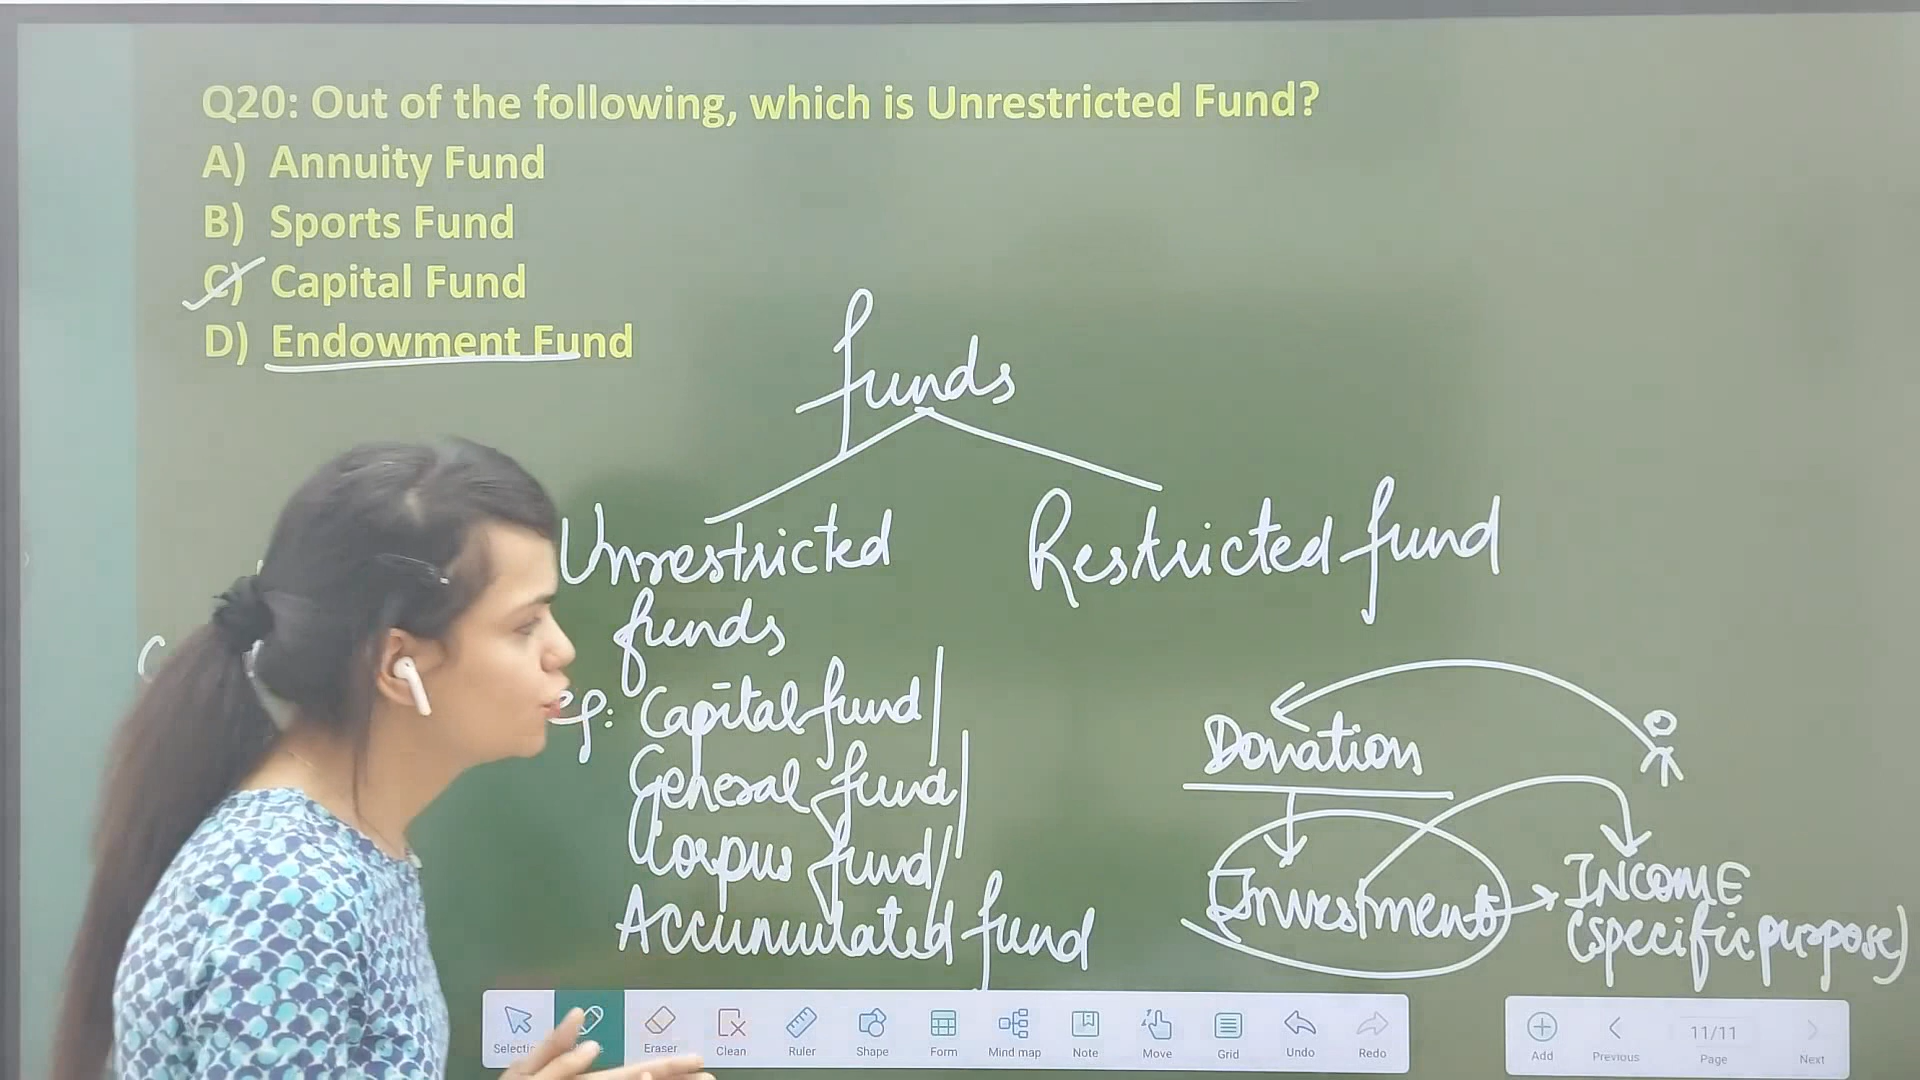 Q20: Out of the following, which is Unrestricted Fund?
A) Annuity Fund
B) Sports Fund
C) Capital Fund
D) Endowment Fund
funds
Unrestricted
funds
Restricted fund
eg: Capital fund/
General fund/
Corpus fund/
Accumulated fund
Donation
Investment
INCOME
(specific purpose)
Eraser
Clean
Ruler
Shape
Form
Mind map
Note
Move
Grid
Undo
Redo
Add
Previous
11/11
Page
Next